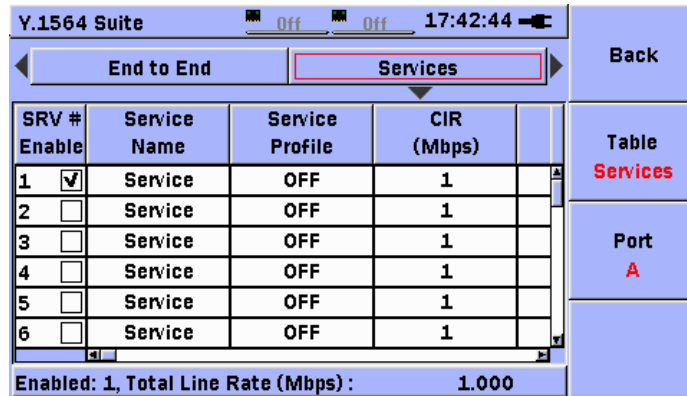 Y.1564 Suite Off Off 17:42:44
End to End Services
SRV # Enable Service Name Service Profile CIR (Mbps)
1 Service OFF 1
2 Service OFF 1
3 Service OFF 1
4 Service OFF 1
5 Service OFF 1
6 Service OFF 1
Enabled: 1, Total Line Rate (Mbps) : 1.000
Back
Table
Services
Port
A